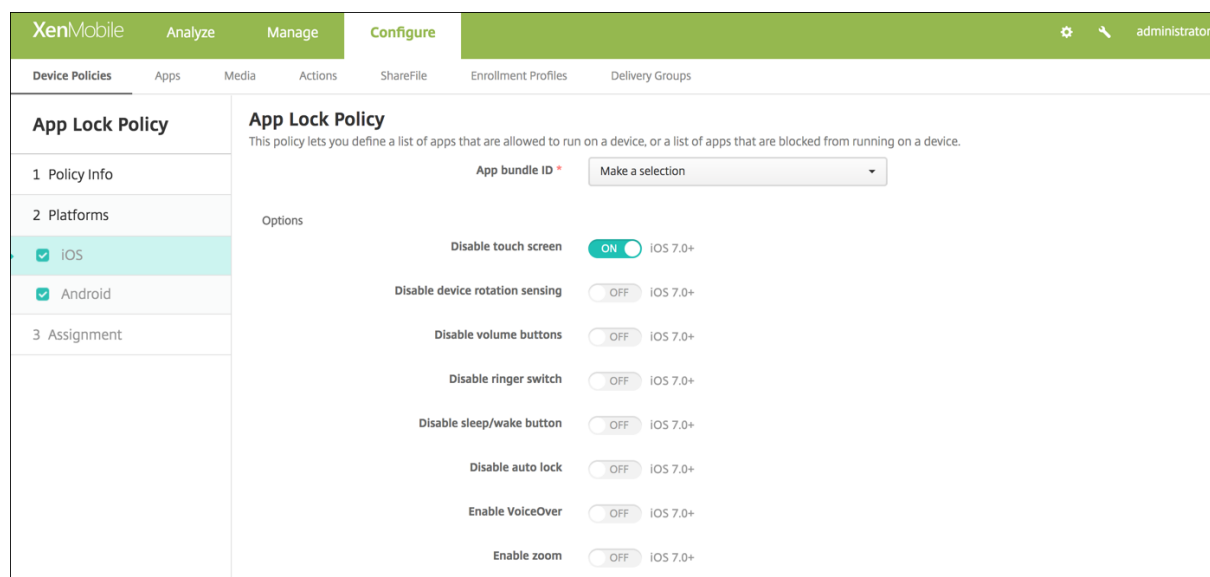 XenMobile Analyze Manage Configure administrator
Device Policies Apps Media Actions ShareFile Enrollment Profiles Delivery Groups
App Lock Policy
1 Policy Info
2 Platforms
iOS
Android
3 Assignment
App Lock Policy
This policy lets you define a list of apps that are allowed to run on a device, or a list of apps that are blocked from running on a device.
App bundle ID * Make a selection
Options
Disable touch screen ON iOS 7.0+
Disable device rotation sensing OFF iOS 7.0+
Disable volume buttons OFF iOS 7.0+
Disable ringer switch OFF iOS 7.0+
Disable sleep/wake button OFF iOS 7.0+
Disable auto lock OFF iOS 7.0+
Enable VoiceOver OFF iOS 7.0+
Enable zoom OFF iOS 7.0+